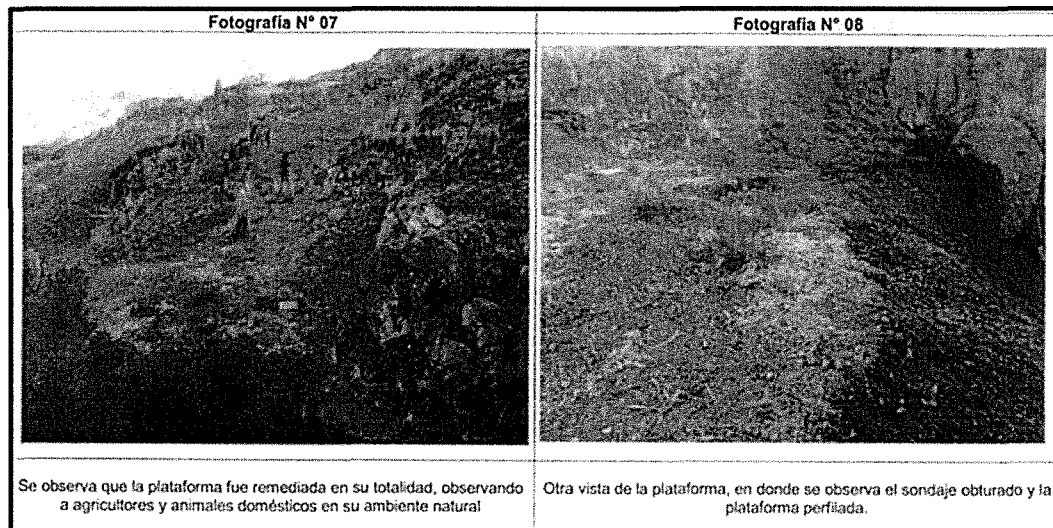 Fotografía N° 07
Fotografía N° 08
Se observa que la plataforma fue remediada en su totalidad, observando
a agricultores y animales domésticos en su ambiente natural
Otra vista de la plataforma, en donde se observa el sondaje obturado y la
plataforma perfilada.